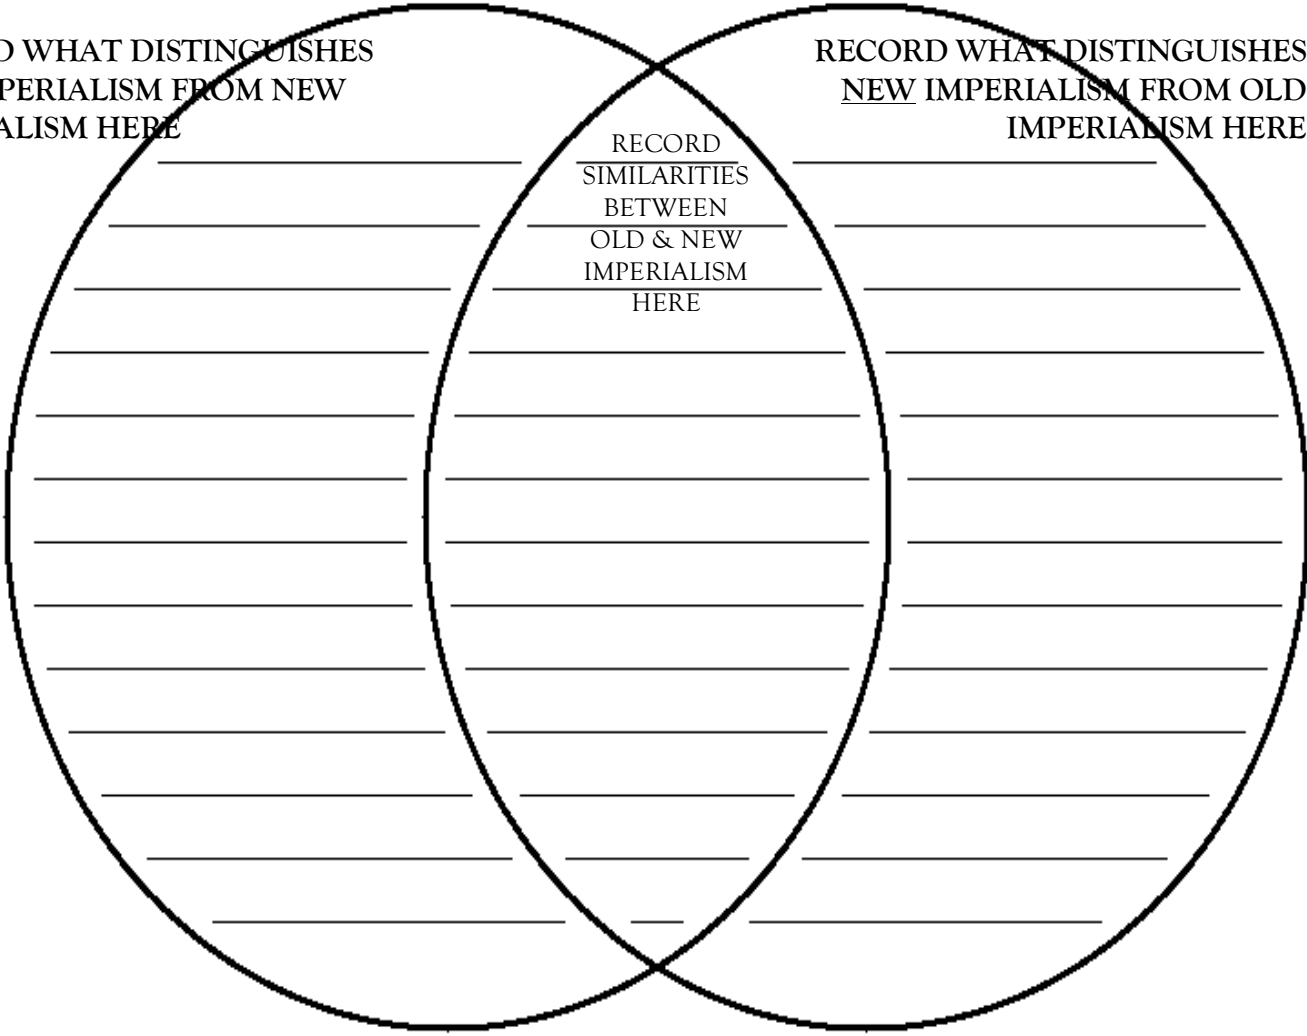 D WHAT DISTINGUISHES
PERIALISM FROM NEW
ALISM HERE
RECORD WHAT DISTINGUISHES
NEW IMPERIALISM FROM OLD
IMPERIALISM HERE
RECORD
SIMILARITIES
BETWEEN
OLD & NEW
IMPERIALISM
HERE